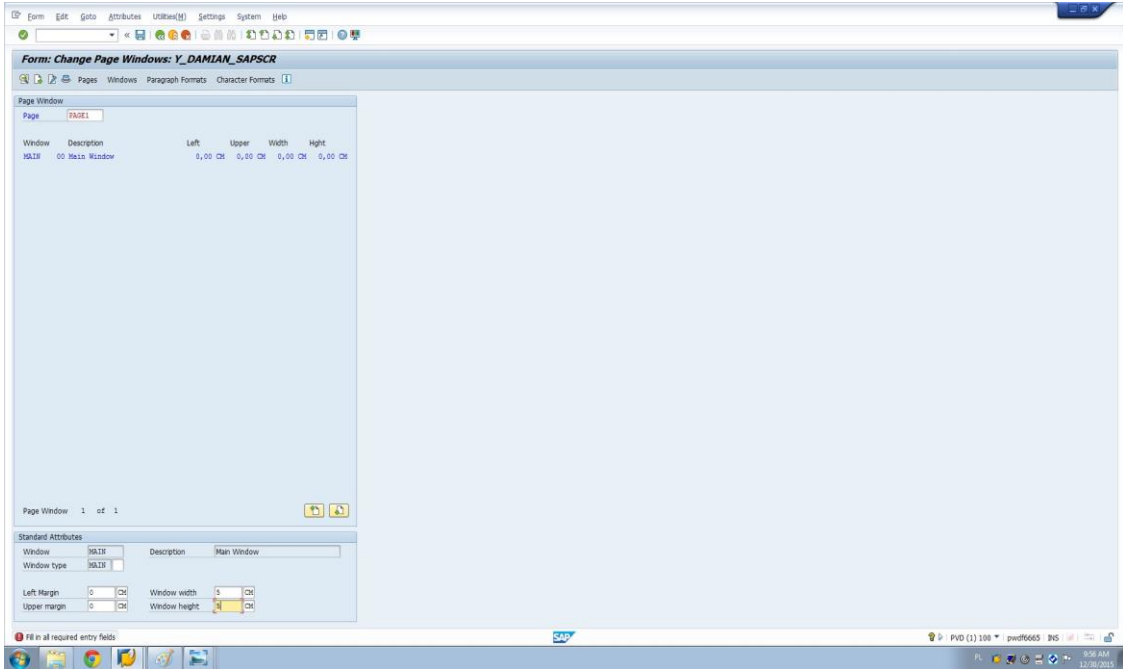 Form Edit Goto Attributes Utilities(M) Settings System Help
Form: Change Page Windows: Y_DAMIAN_SAPSCR
Pages Windows Paragraph Formats Character Formats
Page Window
Page PAGE1
Window Description Left Upper Width Hght
MAIN 00 Main Window 0,00 CM 0,00 CM 0,00 CM 0,00 CM
Page Window 1 of 1
Standard Attributes
Window MAIN Description Main Window
Window type MAIN
Left Margin 0 CM Window width 5 CM
Upper margin 0 CM Window height 5 CM
Fill in all required entry fields SAP PVD (1) 100 pwdf6665 INS
PL 9:56 AM
12/30/2015